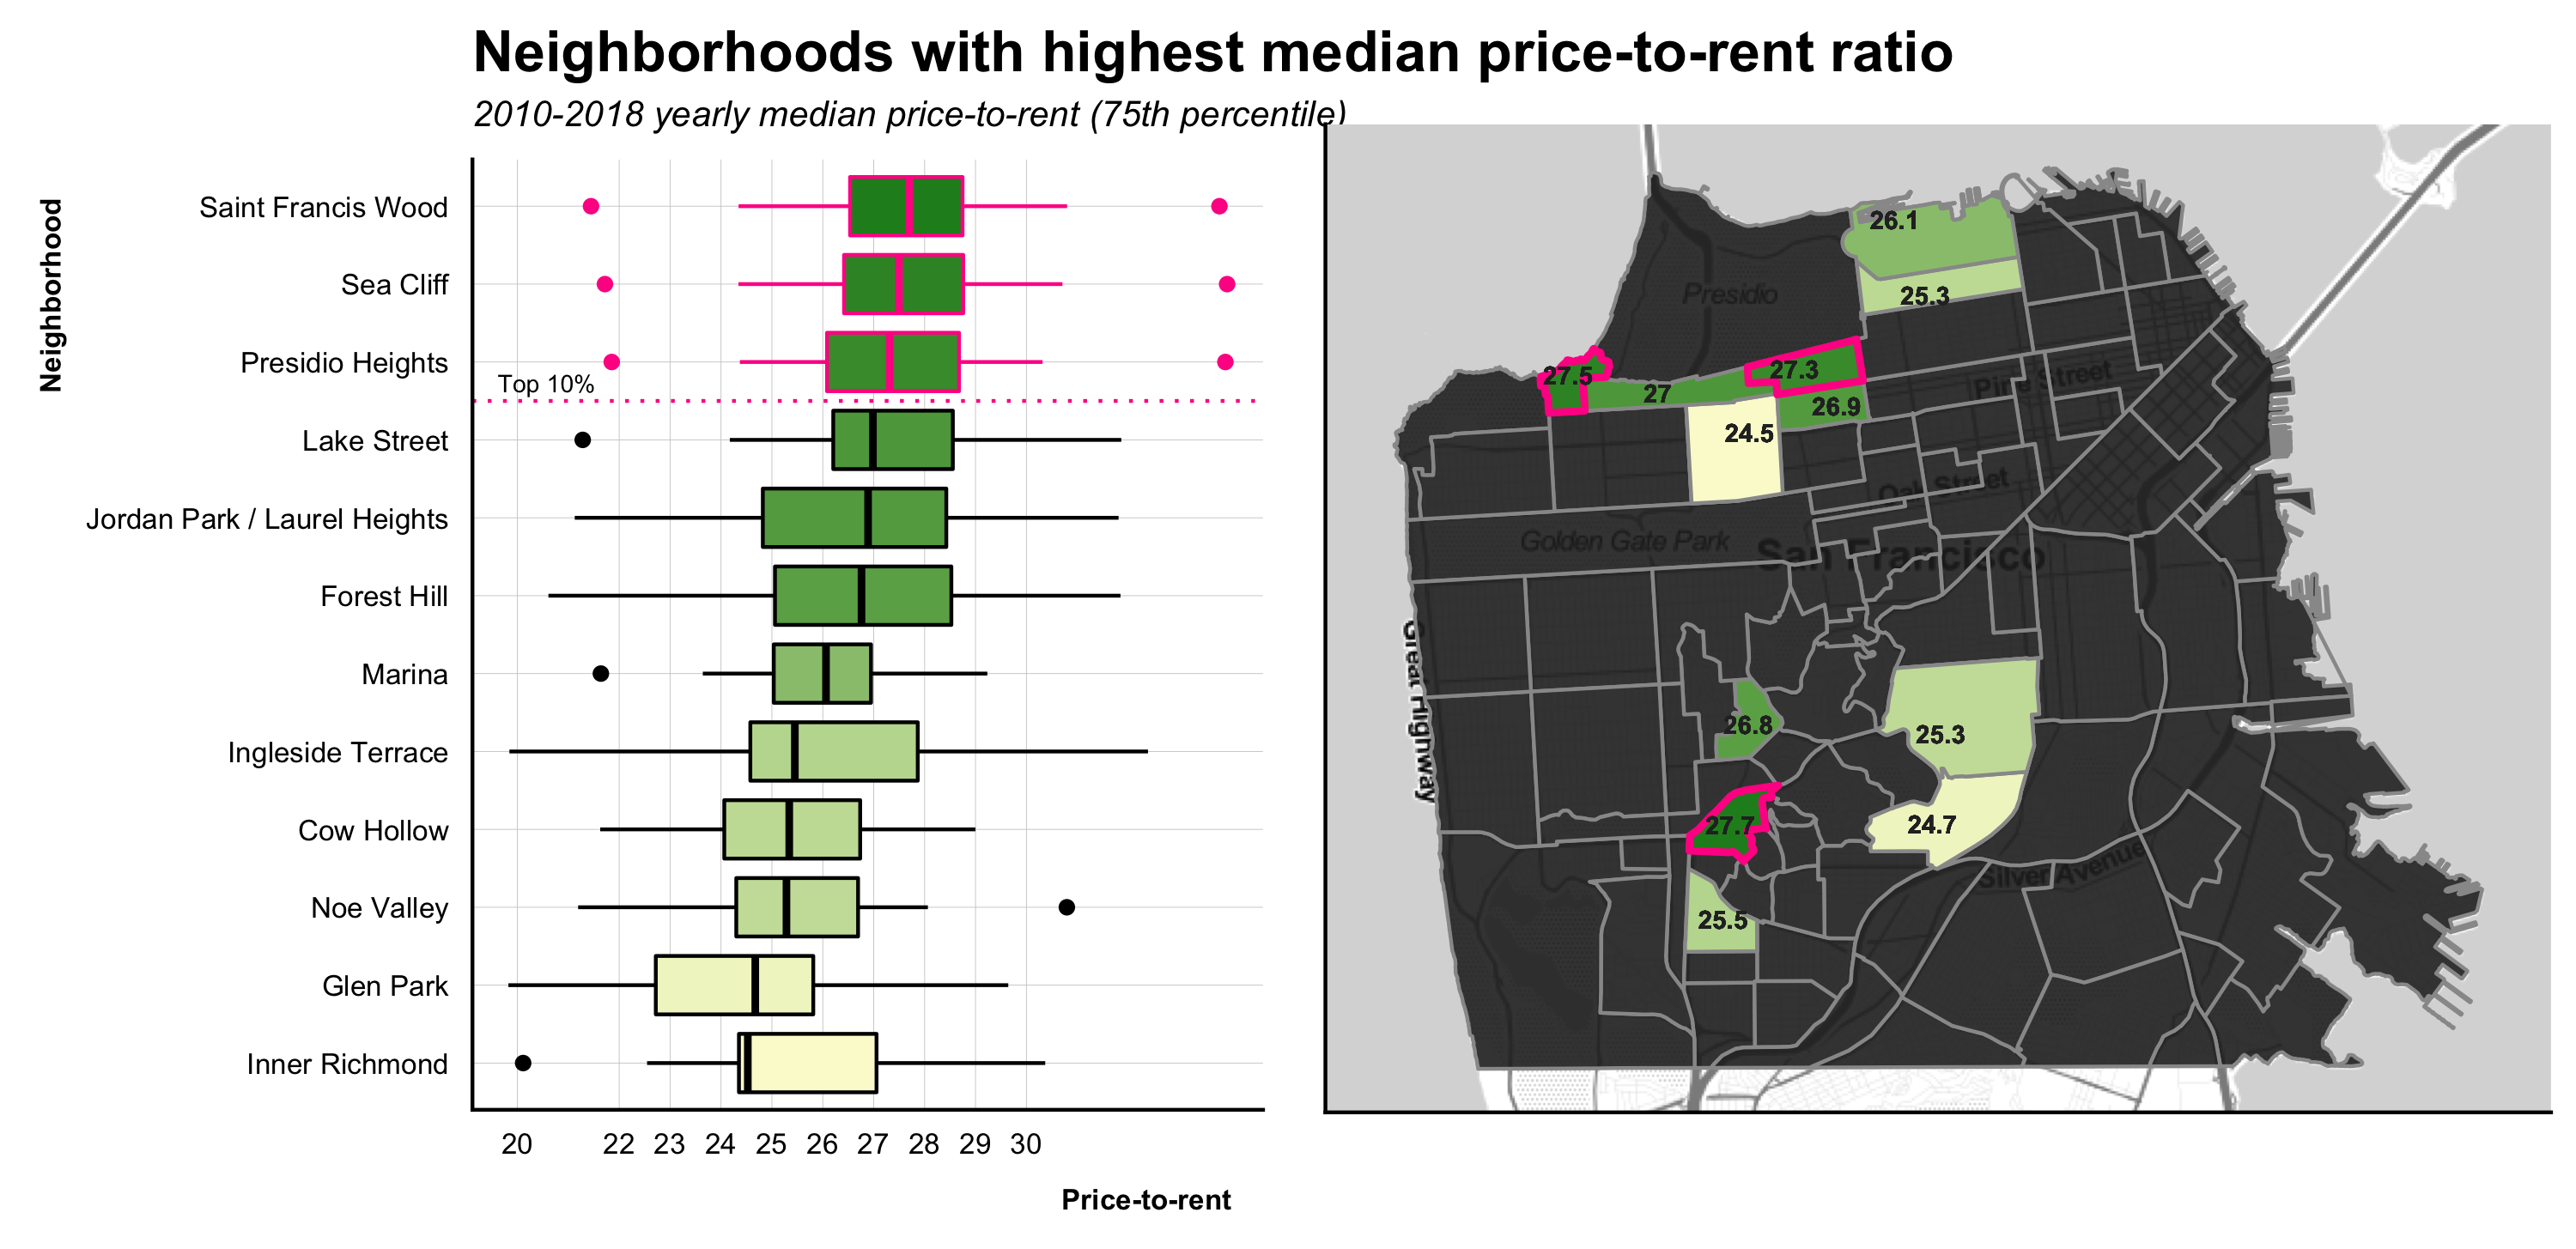 Neighborhoods with highest median price-to-rent ratio
2010-2018 yearly median price-to-rent (75th percentile)
Neighborhood
Saint Francis Wood
Sea Cliff
Presidio Heights
Top 10%
Lake Street
Jordan Park / Laurel Heights
Forest Hill
Marina
Ingleside Terrace
Cow Hollow
Noe Valley
Glen Park
Inner Richmond
20 22 23 24 25 26 27 28 29 30
Price-to-rent
26.1
25.3
Presidio
27.5
27
27.3
26.9
Pine Street
24.5
Oak Street
Golden Gate Park
San Francisco
Great Highway
26.8
25.3
27.7
24.7
Silver Avenue
25.5